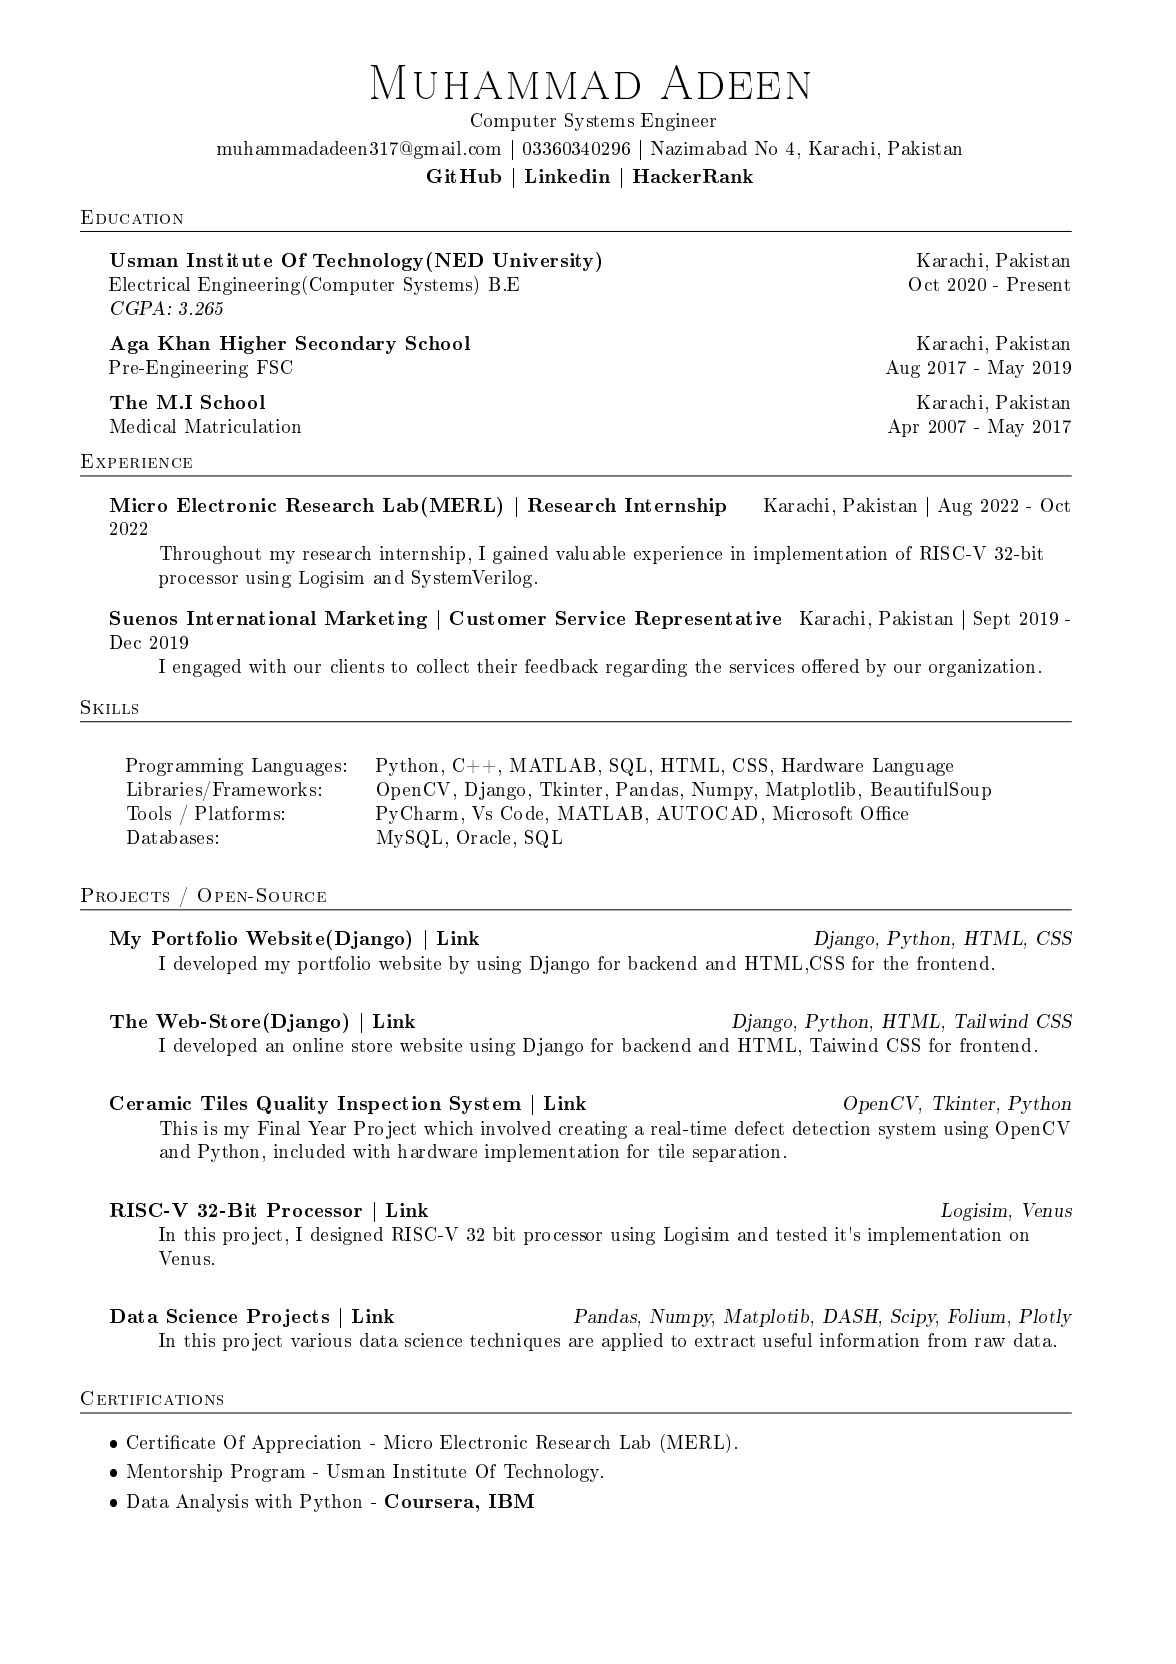 Muhammad Adeen
Computer Systems Engineer
muhammadadeen317@gmail.com | 03360340296 | Nazimabad No 4, Karachi, Pakistan
GitHub | Linkedin | HackerRank
Education
Usman Institute Of Technology(NED University) Karachi, Pakistan
Electrical Engineering(Computer Systems) B.E Oct 2020 - Present
CGPA: 3.265
Aga Khan Higher Secondary School Karachi, Pakistan
Pre-Engineering FSC Aug 2017 - May 2019
The M.I School Karachi, Pakistan
Medical Matriculation Apr 2007 - May 2017
Experience
Micro Electronic Research Lab(MERL) | Research Internship Karachi, Pakistan | Aug 2022 - Oct
2022
Throughout my research internship, I gained valuable experience in implementation of RISC-V 32-bit
processor using Logisim and SystemVerilog.
Suenos International Marketing | Customer Service Representative Karachi, Pakistan | Sept 2019 -
Dec 2019
I engaged with our clients to collect their feedback regarding the services offered by our organization.
Skills
Programming Languages: Python, C++, MATLAB, SQL, HTML, CSS, Hardware Language
Libraries/Frameworks: OpenCV, Django, Tkinter, Pandas, Numpy, Matplotlib, BeautifulSoup
Tools / Platforms: PyCharm, Vs Code, MATLAB, AUTOCAD, Microsoft Office
Databases: MySQL, Oracle, SQL
Projects / Open-Source
My Portfolio Website(Django) | Link Django, Python, HTML, CSS
I developed my portfolio website by using Django for backend and HTML,CSS for the frontend.
The Web-Store(Django) | Link Django, Python, HTML, Tailwind CSS
I developed an online store website using Django for backend and HTML, Taiwind CSS for frontend.
Ceramic Tiles Quality Inspection System | Link OpenCV, Tkinter, Python
This is my Final Year Project which involved creating a real-time defect detection system using OpenCV
and Python, included with hardware implementation for tile separation.
RISC-V 32-Bit Processor | Link Logisim, Venus
In this project, I designed RISC-V 32 bit processor using Logisim and tested it's implementation on
Venus.
Data Science Projects | Link Pandas, Numpy, Matplotib, DASH, Scipy, Folium, Plotly
In this project various data science techniques are applied to extract useful information from raw data.
Certifications
• Certificate Of Appreciation - Micro Electronic Research Lab (MERL).
• Mentorship Program - Usman Institute Of Technology.
• Data Analysis with Python - Coursera, IBM